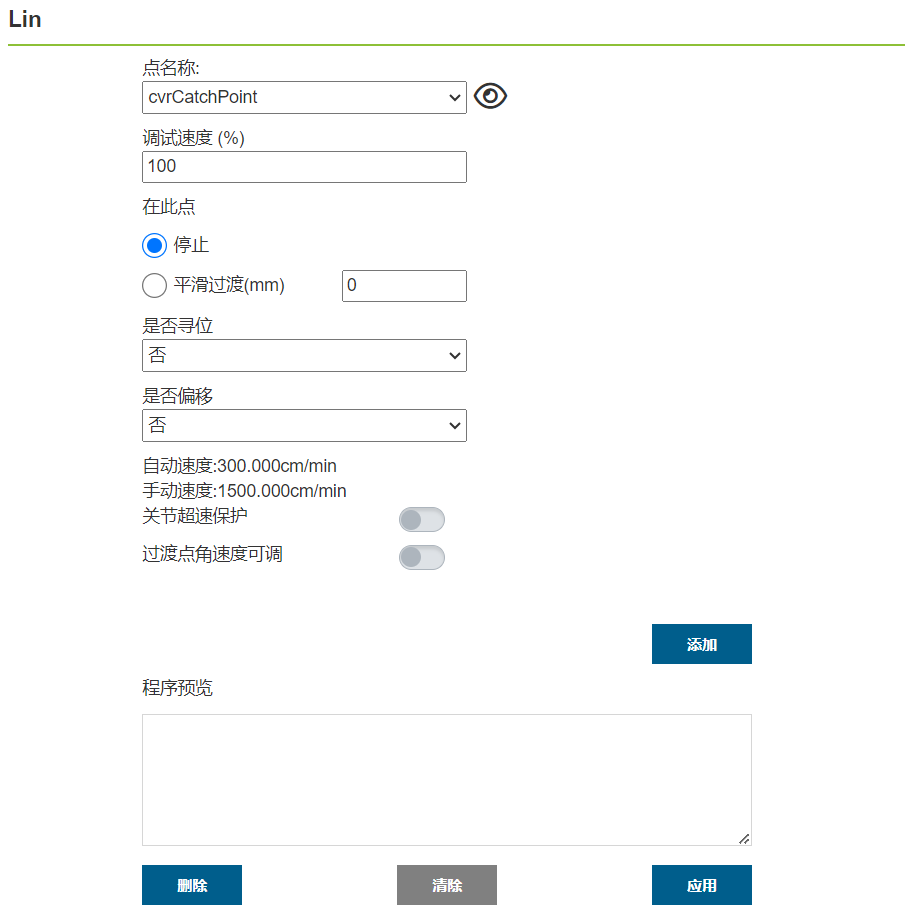 Lin
点名称:
cvrCatchPoint
调试速度 (%)
100
在此点
停止
平滑过渡(mm) 0
是否寻位
否
是否偏移
否
自动速度:300.000cm/min
手动速度:1500.000cm/min
关节超速保护
过渡点角速度可调
添加
程序预览
删除 清除 应用